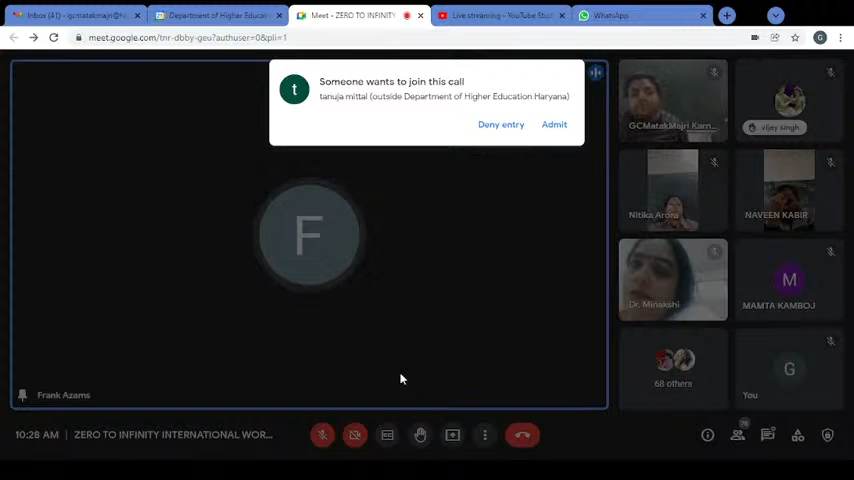 Inbox (41) - gcmatakmajri@h
Department of Higher Education
Meet - ZERO TO INFINITY
Live streaming - YouTube Stud
WhatsApp
meet.google.com/tnr-dbby-geu?authuser=0&pli=1
G
Someone wants to join this call
t
tanuja mittal (outside Department of Higher Education Haryana)
Deny entry
Admit
GCMatakMajri Karn...
vijay singh
Nitika Arora
NAVEEN KABIR
F
Dr. Minakshi
M
MAMTA KAMBOJ
68 others
G
You
Frank Azams
10:28 AM | ZERO TO INFINITY INTERNATIONAL WOR...
76